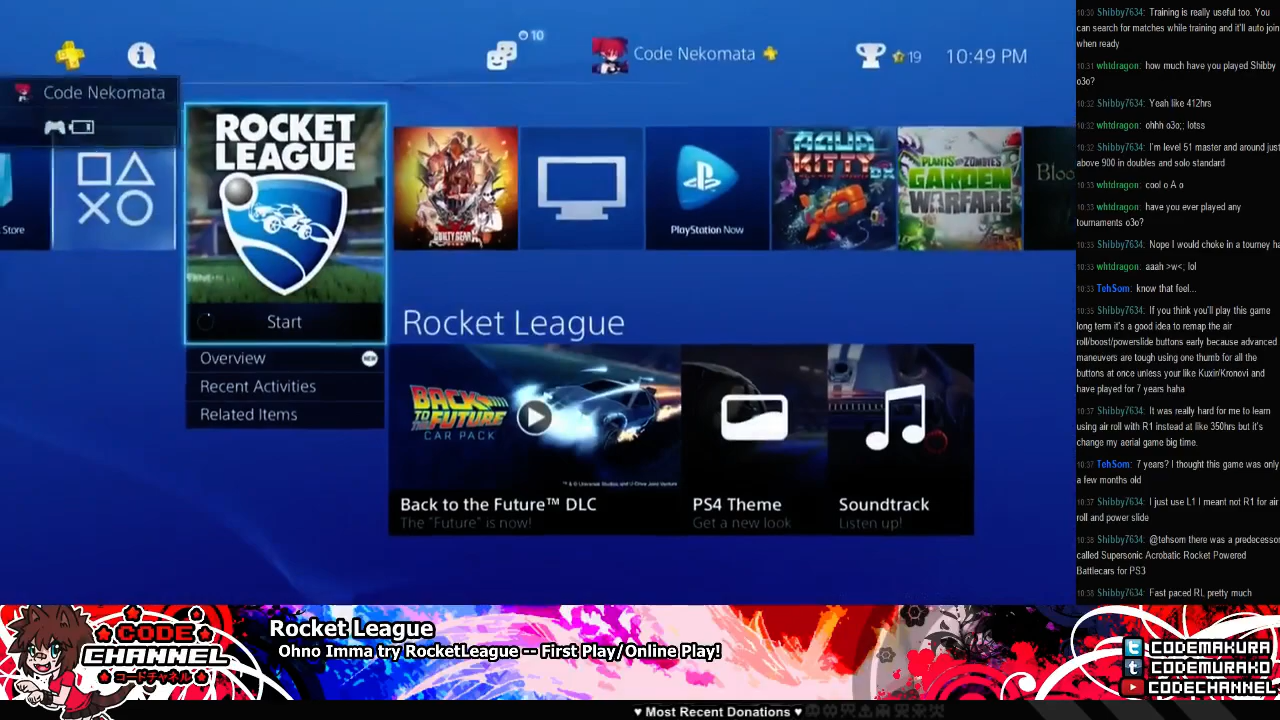 10
Code Nekomata
19
10:49 PM
Code Nekomata
Store
ROCKET
LEAGUE
Start
GUILTY GEAR
PlayStation Now
AQUA
KITTY DX
PLANTS VS. ZOMBIES
GARDEN
WARFARE
Bloo
Rocket League
Overview
NEW
Recent Activities
Related Items
BACK
TO THE
FUTURE
CAR PACK
Back to the Future™ DLC
The "Future" is now!
PS4 Theme
Get a new look
Soundtrack
Listen up!
10:30 Shibby7634: Training is really useful too. You
can search for matches while training and it'll auto join
when ready
10:31 whtdragon: how much have you played Shibby
o3o?
10:32 Shibby7634: Yeah like 412hrs
10:32 whtdragon: ohhh o3o;; lotss
10:32 Shibby7634: I'm level 51 master and around just
above 900 in doubles and solo standard
10:33 whtdragon: cool o A o
10:33 whtdragon: have you ever played any
tournaments o3o?
10:33 Shibby7634: Nope I would choke in a tourney ha
10:33 whtdragon: aaah >w<; lol
10:33 TehSom: know that feel...
10:35 Shibby7634: If you think you'll play this game
long term it's a good idea to remap the air
roll/boost/powerslide buttons early because advanced
maneuvers are tough using one thumb for all the
buttons at once unless your like Kuxir/Kronovi and
have played for 7 years haha
10:37 Shibby7634: It was really hard for me to learn
using air roll with R1 instead at like 350hrs but it's
change my aerial game big time.
10:37 TehSom: 7 years? I thought this game was only
a few months old
10:37 Shibby7634: I just use L1 I meant not R1 for air
roll and power slide
10:38 Shibby7634: @tehsom there was a predecesso
called Supersonic Acrobatic Rocket Powered
Battlecars for PS3
10:38 Shibby7634: Fast paced RL pretty much
CODE
CHANNEL
コードチャネル
Rocket League
Ohno Imma try RocketLeague -- First Play/Online Play!
CODEMAKURA
CODEMURAKO
CODECHANNEL
♥ Most Recent Donations ♥